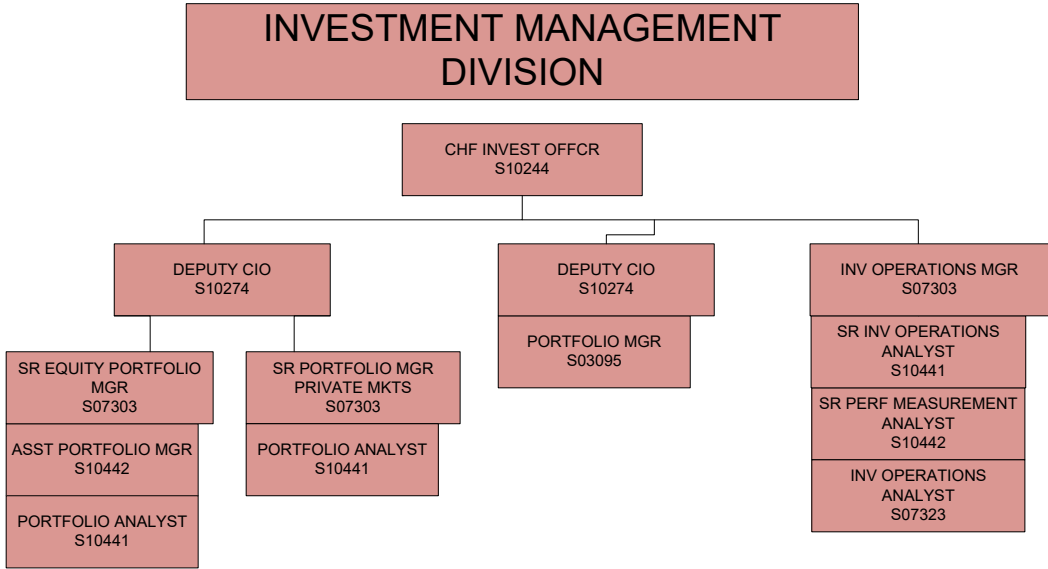 INVESTMENT MANAGEMENT
DIVISION
CHF INVEST OFFCR
S10244
DEPUTY CIO
S10274
DEPUTY CIO
S10274
INV OPERATIONS MGR
S07303
SR EQUITY PORTFOLIO
MGR
S07303
ASST PORTFOLIO MGR
S10442
PORTFOLIO ANALYST
S10441
SR PORTFOLIO MGR
PRIVATE MKTS
S07303
PORTFOLIO ANALYST
S10441
PORTFOLIO MGR
S03095
SR INV OPERATIONS
ANALYST
S10441
SR PERF MEASUREMENT
ANALYST
S10442
INV OPERATIONS
ANALYST
S07323